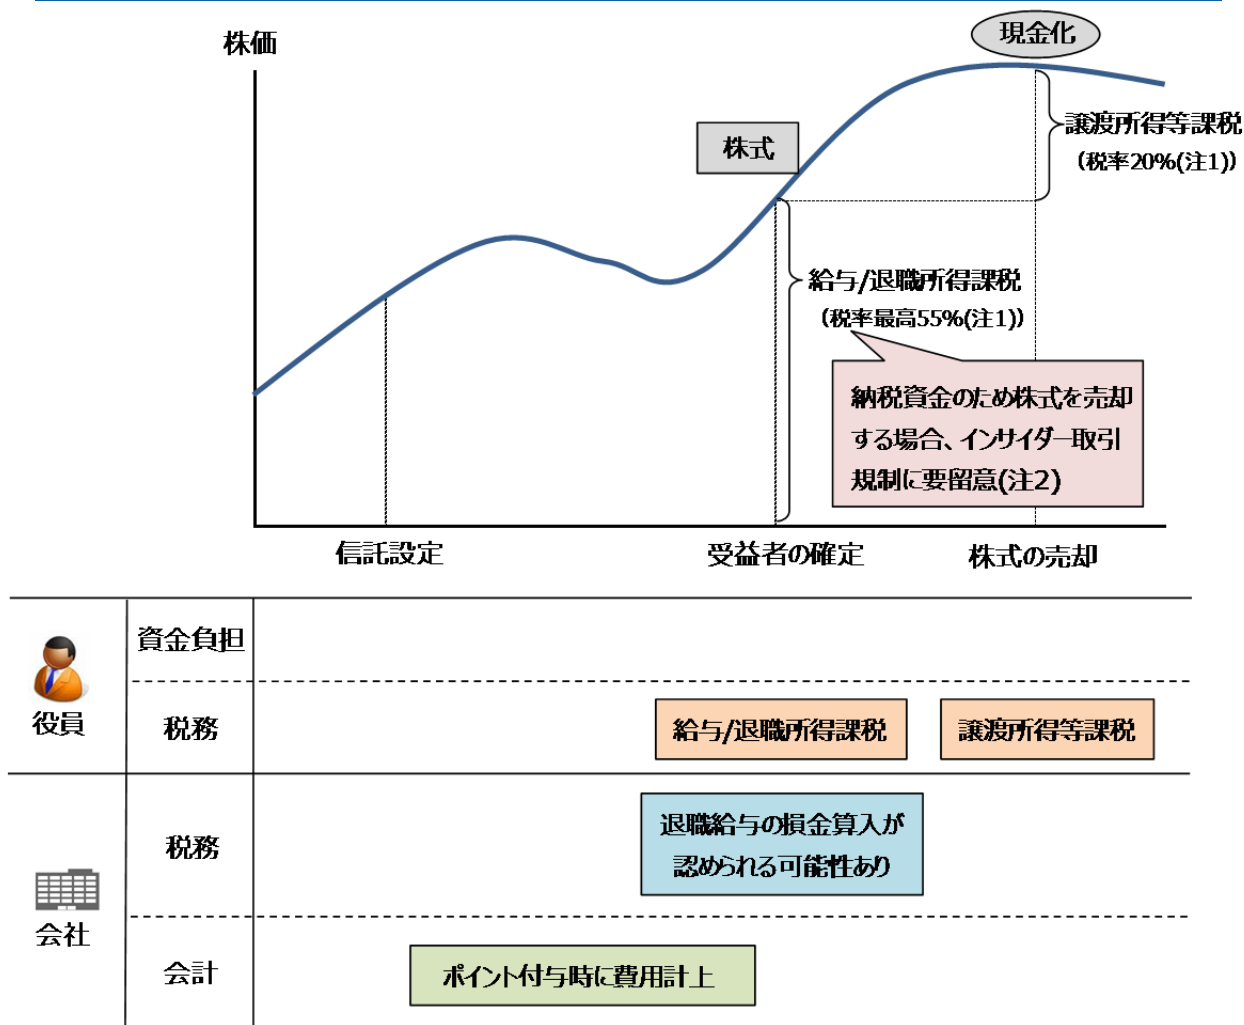 株価
現金化
株式
譲渡所得等課税
（税率20%(注1)）
給与/退職所得課税
（税率最高55%(注1)）
納税資金のため株式を売却
する場合、インサイダー取引
規制に要留意(注2)
信託設定
受益者の確定
株式の売却
役員
資金負担
税務
給与/退職所得課税
譲渡所得等課税
会社
税務
退職給与の損金算入が
認められる可能性あり
会計
ポイント付与時に費用計上